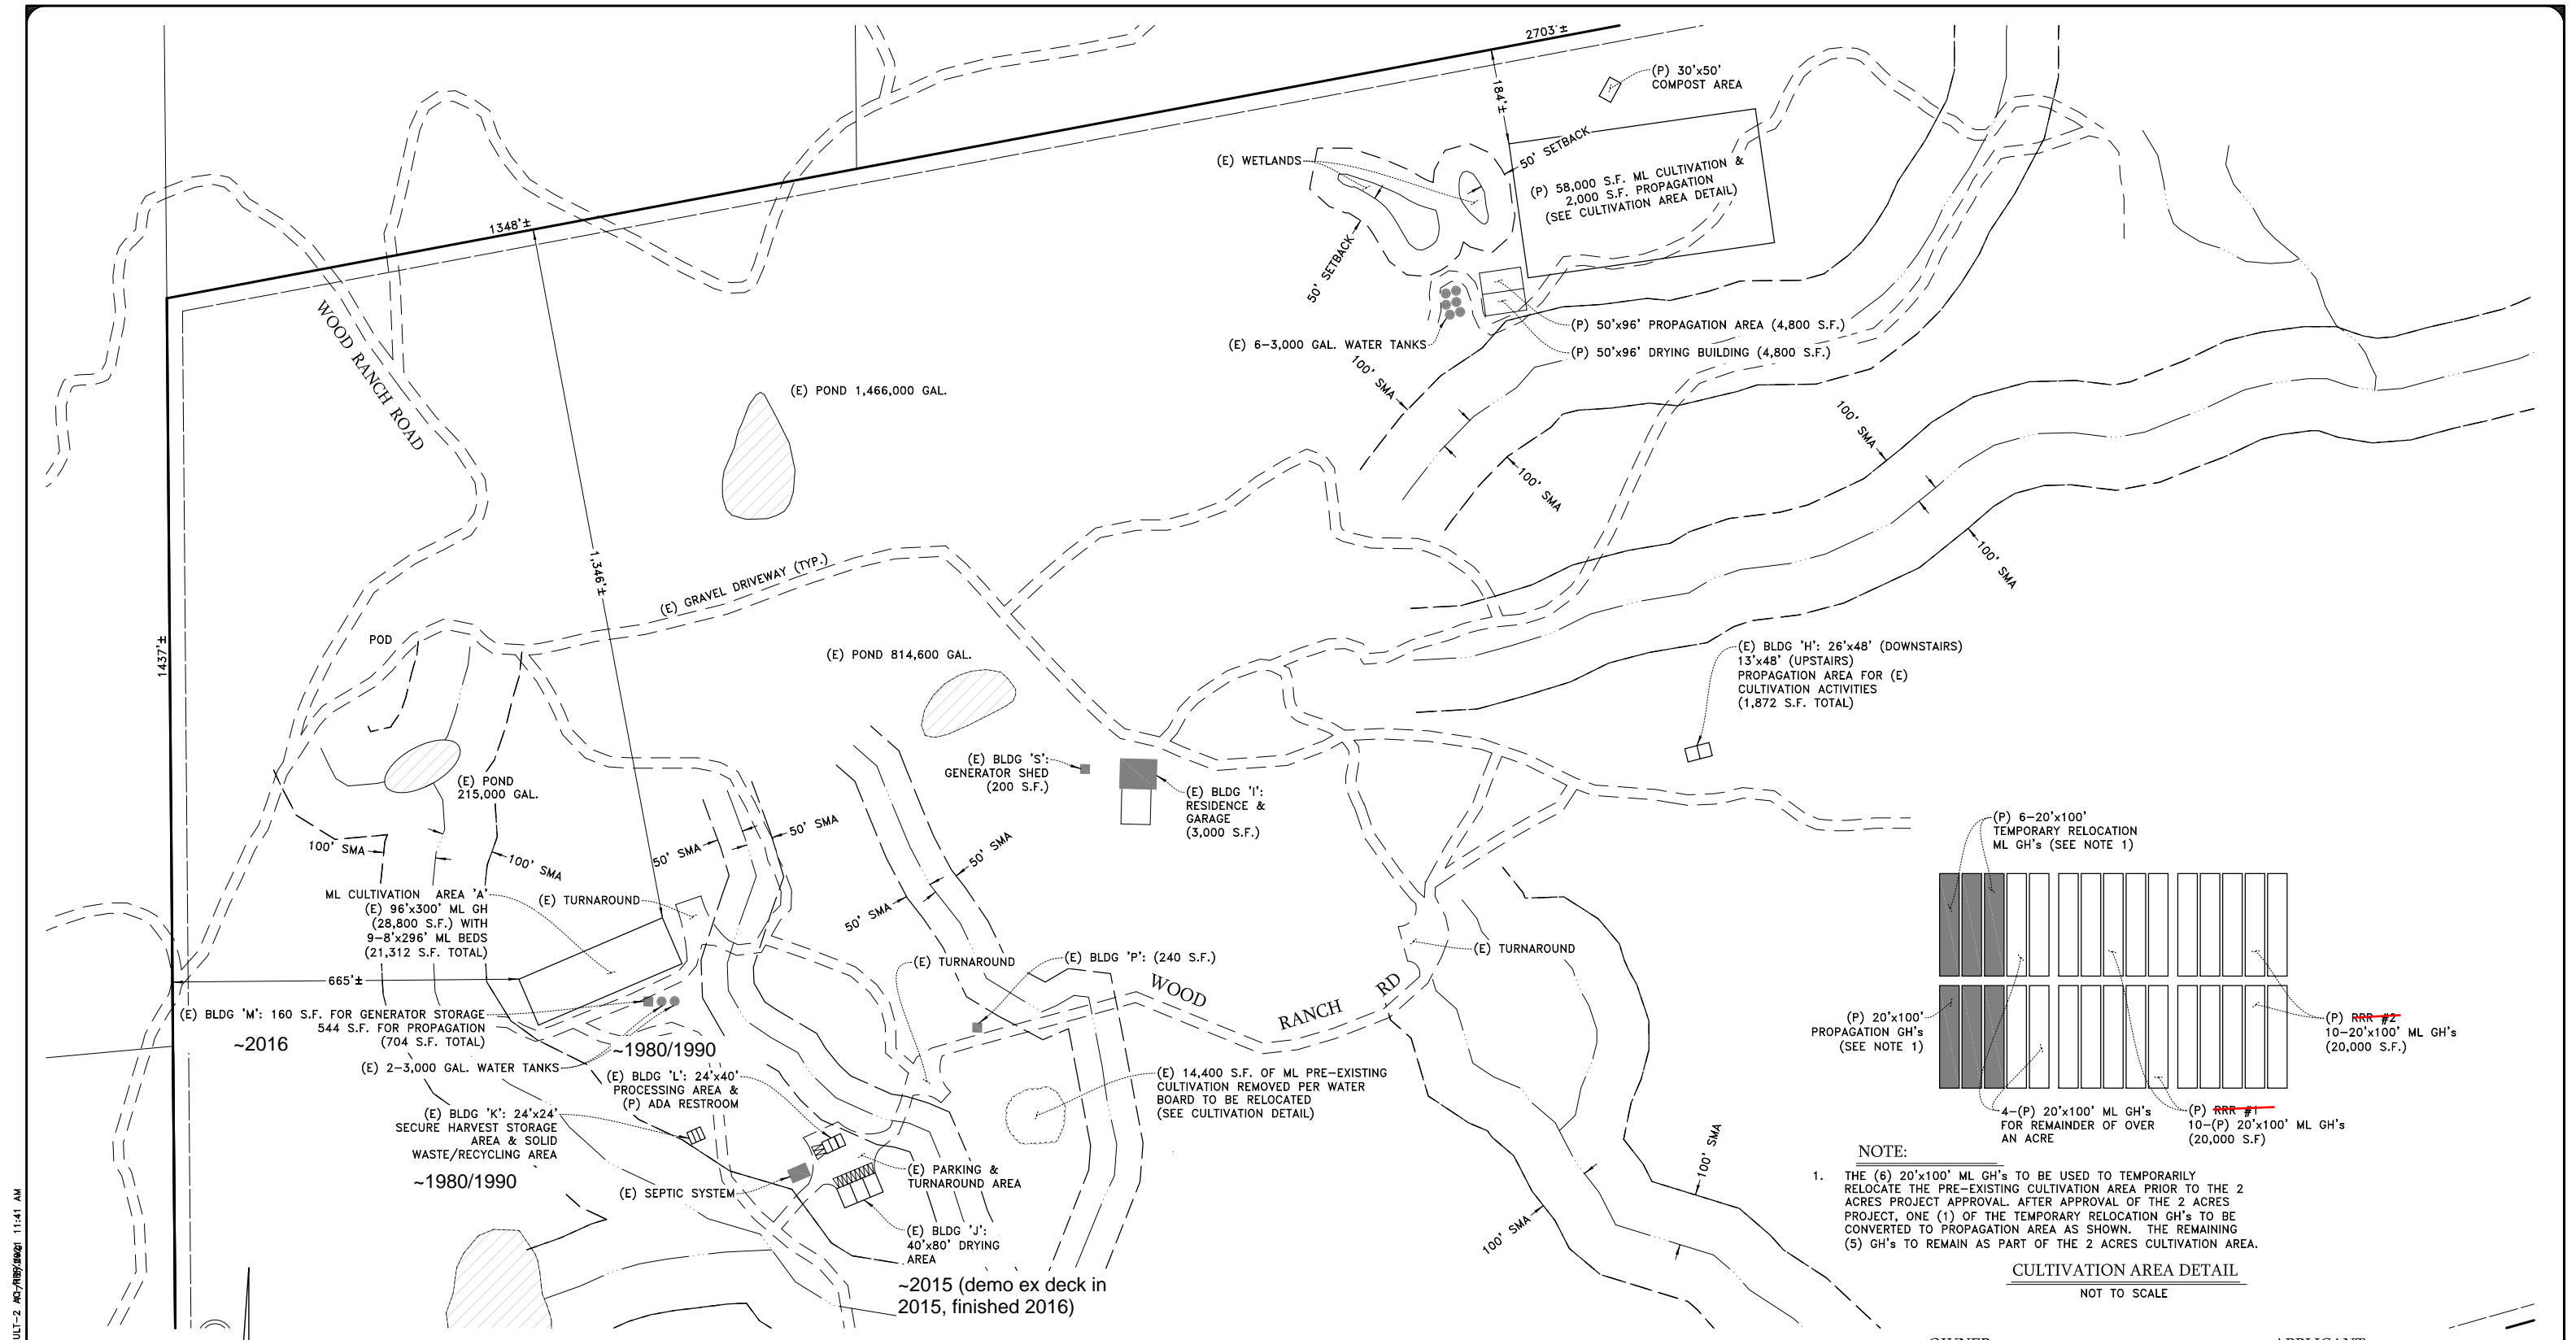 2703'±
(P) 30'x50'
COMPOST AREA
184'±
50' SETBACK
(E) WETLANDS
(P) 58,000 S.F. ML CULTIVATION &
2,000 S.F. PROPAGATION
(SEE CULTIVATION AREA DETAIL)
1348'±
50' SETBACK
WOOD RANCH ROAD
(P) 50'x96' PROPAGATION AREA (4,800 S.F.)
(E) 6-3,000 GAL. WATER TANKS
(P) 50'x96' DRYING BUILDING (4,800 S.F.)
100' SMA
(E) POND 1,466,000 GAL.
100' SMA
100' SMA
100' SMA
1,346'±
(E) GRAVEL DRIVEWAY (TYP.)
POD
1437'±
(E) POND 814,600 GAL.
(E) BLDG 'H': 26'x48' (DOWNSTAIRS)
13'x48' (UPSTAIRS)
PROPAGATION AREA FOR (E)
CULTIVATION ACTIVITIES
(1,872 S.F. TOTAL)
(E) POND
215,000 GAL.
(E) BLDG 'S':
GENERATOR SHED
(200 S.F.)
(E) BLDG 'I':
RESIDENCE &
GARAGE
(3,000 S.F.)
50' SMA
50' SMA
50' SMA
50' SMA
100' SMA
100' SMA
(P) 6-20'x100'
TEMPORARY RELOCATION
ML GH's (SEE NOTE 1)
ML CULTIVATION AREA 'A'
(E) 96'x300' ML GH
(28,800 S.F.) WITH
9-8'x296' ML BEDS
(21,312 S.F. TOTAL)
(E) TURNAROUND
(E) TURNAROUND
(E) BLDG 'P': (240 S.F.)
(E) TURNAROUND
665'±
WOOD RANCH RD
(E) BLDG 'M': 160 S.F. FOR GENERATOR STORAGE
544 S.F. FOR PROPAGATION
(704 S.F. TOTAL)
~2016
~1980/1990
(E) 2-3,000 GAL. WATER TANKS
(E) BLDG 'L': 24'x40'
PROCESSING AREA &
(P) ADA RESTROOM
(E) 14,400 S.F. OF ML PRE-EXISTING
CULTIVATION REMOVED PER WATER
BOARD TO BE RELOCATED
(SEE CULTIVATION DETAIL)
(P) 20'x100'
PROPAGATION GH's
(SEE NOTE 1)
(P) RRR #2
10-20'x100' ML GH's
(20,000 S.F.)
(E) BLDG 'K': 24'x24'
SECURE HARVEST STORAGE
AREA & SOLID
WASTE/RECYCLING AREA
~1980/1990
4-(P) 20'x100' ML GH's
FOR REMAINDER OF OVER
AN ACRE
(P) RRR #1
10-(P) 20'x100' ML GH's
(20,000 S.F)
(E) SEPTIC SYSTEM
(E) PARKING &
TURNAROUND AREA
(E) BLDG 'J':
40'x80' DRYING
AREA
~2015 (demo ex deck in
2015, finished 2016)
100' SMA
100' SMA
NOTE:
1. THE (6) 20'x100' ML GH's TO BE USED TO TEMPORARILY
RELOCATE THE PRE-EXISTING CULTIVATION AREA PRIOR TO THE 2
ACRES PROJECT APPROVAL. AFTER APPROVAL OF THE 2 ACRES
PROJECT, ONE (1) OF THE TEMPORARY RELOCATION GH's TO BE
CONVERTED TO PROPAGATION AREA AS SHOWN. THE REMAINING
(5) GH's TO REMAIN AS PART OF THE 2 ACRES CULTIVATION AREA.
CULTIVATION AREA DETAIL
NOT TO SCALE
11:41 AM